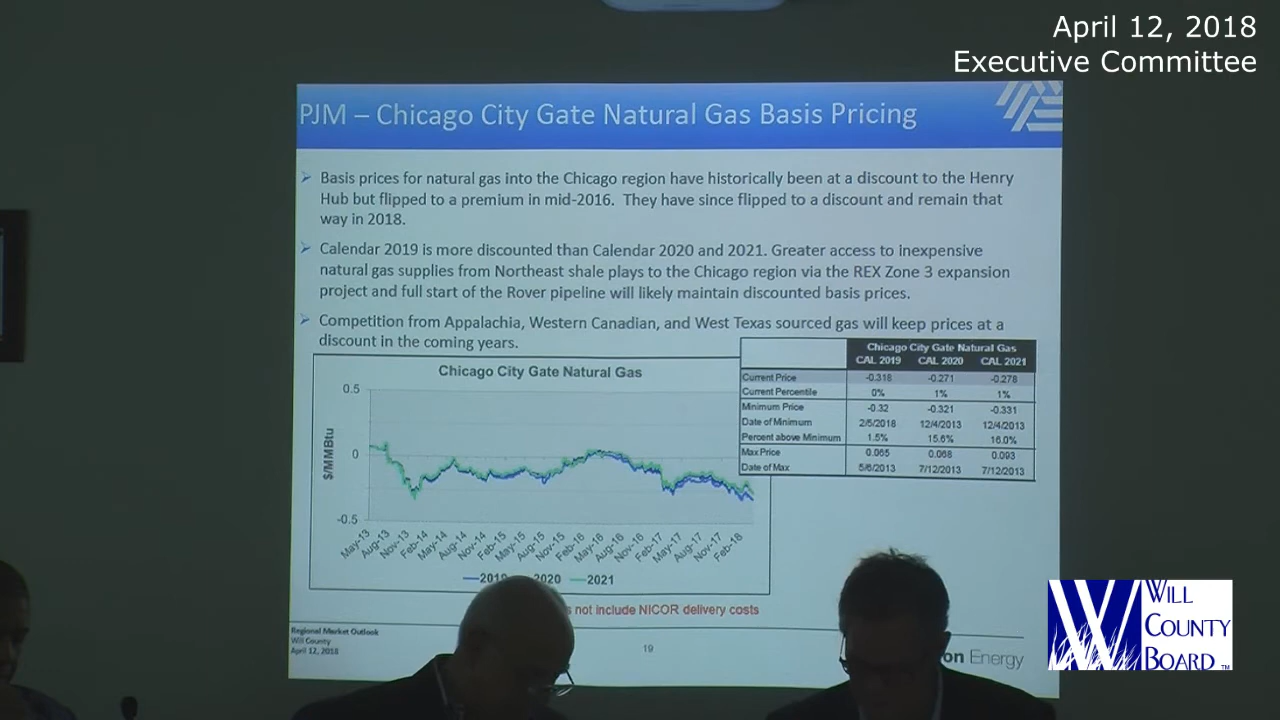 April 12, 2018
Executive Committee
PJM – Chicago City Gate Natural Gas Basis Pricing
Basis prices for natural gas into the Chicago region have historically been at a discount to the Henry
Hub but flipped to a premium in mid-2016. They have since flipped to a discount and remain that
way in 2018.
Calendar 2019 is more discounted than Calendar 2020 and 2021. Greater access to inexpensive
natural gas supplies from Northeast shale plays to the Chicago region via the REX Zone 3 expansion
project and full start of the Rover pipeline will likely maintain discounted basis prices.
Competition from Appalachia, Western Canadian, and West Texas sourced gas will keep prices at a
discount in the coming years.
Chicago City Gate Natural Gas
CAL 2019 CAL 2020 CAL 2021
Current Price -0.318 -0.271 -0.278
Current Percentile 0% 1% 1%
Minimum Price -0.32 -0.321 -0.331
Date of Minimum 2/5/2018 12/4/2013 12/4/2013
Percent above Minimum 1.5% 15.6% 16.0%
Max Price 0.065 0.068 0.093
Date of Max 5/6/2013 7/12/2013 7/12/2013
Chicago City Gate Natural Gas
$/MMBtu
0.5
0
-0.5
May-13 Aug-13 Nov-13 Feb-14 May-14 Aug-14 Nov-14 Feb-15 May-15 Aug-15 Nov-15 Feb-16 May-16 Aug-16 Nov-16 Feb-17 May-17 Aug-17 Nov-17 Feb-18
2019 2020 2021
not include NICOR delivery costs
Regional Market Outlook
Will County
April 12, 2018
19
on Energy
WILL
COUNTY
BOARD TM